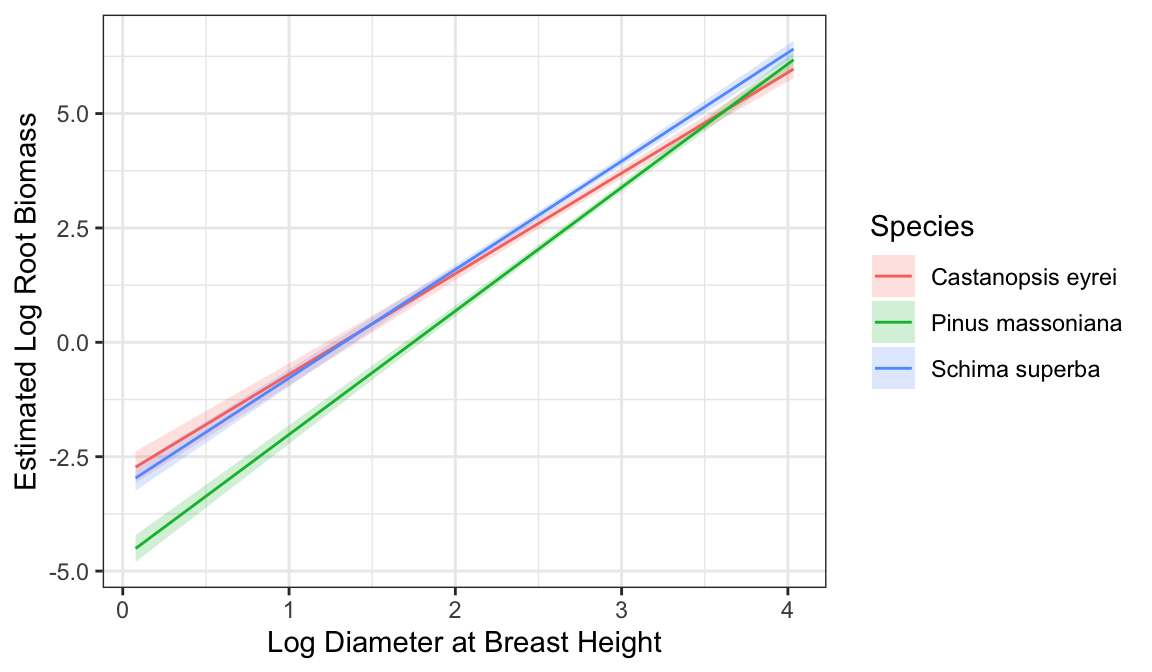 Estimated Log Root Biomass
5.0
2.5
0.0
-2.5
-5.0
0 1 2 3 4
Log Diameter at Breast Height
Species
Castanopsis eyrei
Pinus massoniana
Schima superba